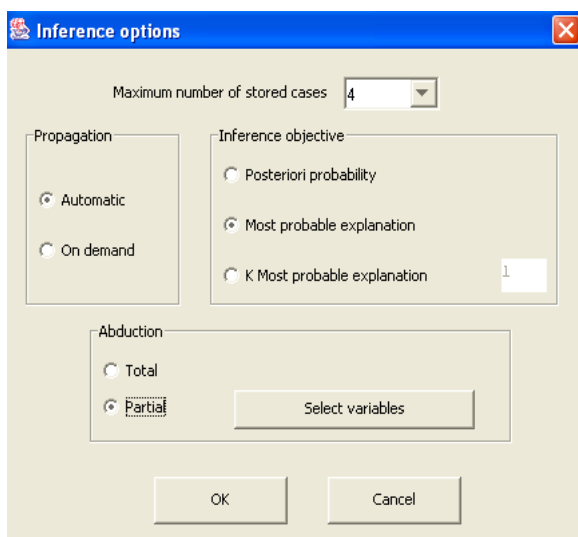 Inference options
Maximum number of stored cases 4
Propagation
Automatic
On demand
Inference objective
Posteriori probability
Most probable explanation
K Most probable explanation 1
Abduction
Total
Partial
Select variables
OK Cancel